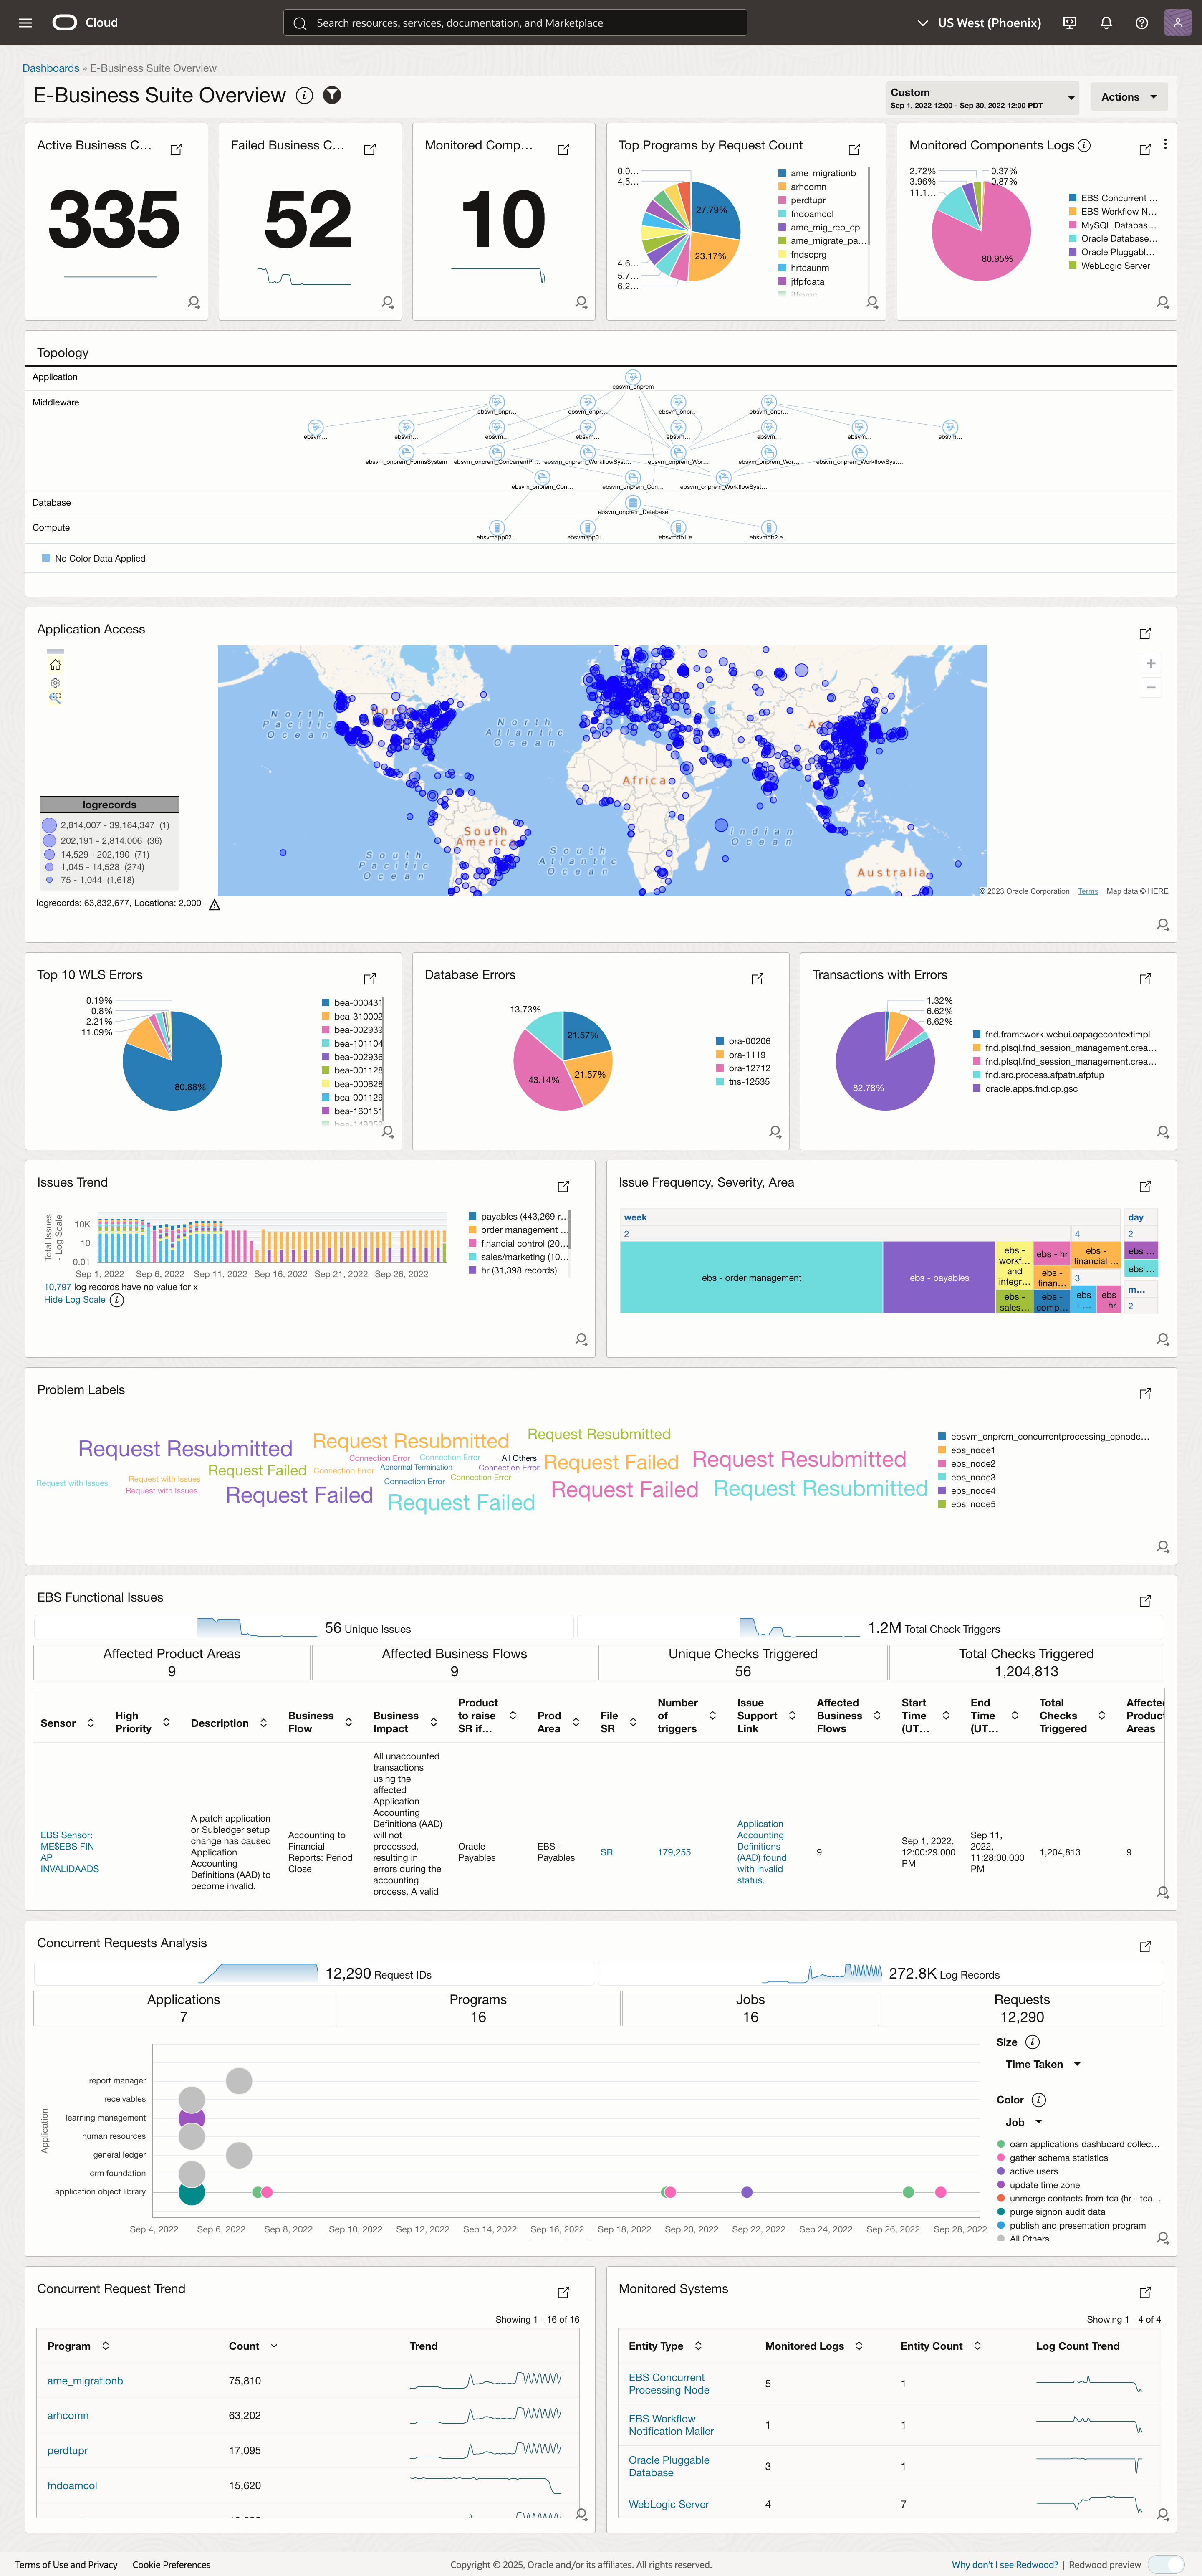 Cloud
Search resources, services, documentation, and Marketplace
US West (Phoenix)
Dashboards » E-Business Suite Overview
E-Business Suite Overview
Custom
Sep 1, 2022 12:00 - Sep 30, 2022 12:00 PDT
Actions
Active Business C...
335
Failed Business C...
52
Monitored Comp...
10
Top Programs by Request Count
0.0...
4.5...
27.79%
23.17%
4.6...
5.7...
6.2...
ame_migrationb
arhcomn
perdtupr
fndoamcol
ame_mig_rep_cp
ame_migrate_pa...
fndscprg
hrtcaunm
jtfpfdata
Monitored Components Logs
2.72%
3.96%
11.1...
0.37%
0.87%
80.95%
EBS Concurrent ...
EBS Workflow N...
MySQL Databas...
Oracle Database...
Oracle Pluggabl...
WebLogic Server
Topology
Application
ebsvm_onprem
Middleware
ebsvm_onpr...
ebsvm_onpr...
ebsvm_onpr...
ebsvm_onpr...
ebsvm...
ebsvm...
ebsvm...
ebsvm...
ebsvm...
ebsvm...
ebsvm...
ebsvm...
ebsvm_onprem_FormsSystem
ebsvm_onprem_ConcurrentPr...
ebsvm_onprem_WorkflowSyst...
ebsvm_onprem_Wor...
ebsvm_onprem_Wor...
ebsvm_onprem_WorkflowSyst...
ebsvm_onprem_Con...
ebsvm_onprem_Con...
ebsvm_onprem_WorkflowSyst...
Database
ebsvm_onprem_Database
Compute
ebsvmapp02...
ebsvmapp01...
ebsvmdb1.e...
ebsvmdb2.e...
No Color Data Applied
Application Access
North Pacific Ocean
North Atlantic Ocean
Africa
South America
South Pacific Ocean
South Atlantic Ocean
Indian Ocean
Australia
logrecords
2,814,007 - 39,164,347 (1)
202,191 - 2,814,006 (36)
14,529 - 202,190 (71)
1,045 - 14,528 (274)
75 - 1,044 (1,618)
© 2023 Oracle Corporation Terms Map data © HERE
logrecords: 63,832,677, Locations: 2,000
Top 10 WLS Errors
0.19%
0.8%
2.21%
11.09%
80.88%
bea-000431
bea-310002
bea-002939
bea-101104
bea-002936
bea-001128
bea-000628
bea-001129
bea-160151
Database Errors
13.73%
21.57%
21.57%
43.14%
ora-00206
ora-1119
ora-12712
tns-12535
Transactions with Errors
1.32%
6.62%
6.62%
82.78%
fnd.framework.webui.oapagecontextimpl
fnd.plsql.fnd_session_management.crea...
fnd.plsql.fnd_session_management.crea...
fnd.src.process.afpatn.afptup
oracle.apps.fnd.cp.gsc
Issues Trend
Total Issues - Log Scale
10K
10
0.01
Sep 1, 2022 Sep 6, 2022 Sep 11, 2022 Sep 16, 2022 Sep 21, 2022 Sep 26, 2022
10,797 log records have no value for x
Hide Log Scale
payables (443,269 r...
order management ...
financial control (20...
sales/marketing (10...
hr (31,398 records)
Issue Frequency, Severity, Area
week
2
4
3
day
2
m...
2
ebs - order management
ebs - payables
ebs - workf... and integr...
ebs - sales...
ebs - hr
ebs - finan...
ebs - comp...
ebs - financial ...
ebs - ...
ebs - hr
ebs ...
ebs ...
Problem Labels
Request Resubmitted
Request Resubmitted
Request Resubmitted
Connection Error
Connection Error
All Others
Request Failed
Request Resubmitted
Request with Issues
Request with Issues
Request Failed
Connection Error
Abnormal Termination
Connection Error
Connection Error
Connection Error
Request with Issues
Request Failed
Request Failed
Request Failed
Request Resubmitted
ebsvm_onprem_concurrentprocessing_cpnode...
ebs_node1
ebs_node2
ebs_node3
ebs_node4
ebs_node5
EBS Functional Issues
56 Unique Issues
1.2M Total Check Triggers
Affected Product Areas
9
Affected Business Flows
9
Unique Checks Triggered
56
Total Checks Triggered
1,204,813
Sensor
High Priority
Description
Business Flow
Business Impact
Product to raise SR if...
Prod Area
File SR
Number of triggers
Issue Support Link
Affected Business Flows
Start Time (UT...
End Time (UT...
Total Checks Triggered
Affected Product Areas
EBS Sensor: ME$EBS FIN AP INVALIDAADS
A patch application or Subledger setup change has caused Application Accounting Definitions (AAD) to become invalid.
Accounting to Financial Reports: Period Close
All unaccounted transactions using the affected Application Accounting Definitions (AAD) will not processed, resulting in errors during the accounting process. A valid
Oracle Payables
EBS - Payables
SR
179,255
Application Accounting Definitions (AAD) found with invalid status.
9
Sep 1, 2022, 12:00:29.000 PM
Sep 11, 2022, 11:28:00.000 PM
1,204,813
9
Concurrent Requests Analysis
12,290 Request IDs
272.8K Log Records
Applications
7
Programs
16
Jobs
16
Requests
12,290
Application
report manager
receivables
learning management
human resources
general ledger
crm foundation
application object library
Sep 4, 2022 Sep 6, 2022 Sep 8, 2022 Sep 10, 2022 Sep 12, 2022 Sep 14, 2022 Sep 16, 2022 Sep 18, 2022 Sep 20, 2022 Sep 22, 2022 Sep 24, 2022 Sep 26, 2022 Sep 28, 2022
Size
Time Taken
Color
Job
oam applications dashboard collec...
gather schema statistics
active users
update time zone
unmerge contacts from tca (hr - tca...
purge signon audit data
publish and presentation program
All Others
Concurrent Request Trend
Showing 1 - 16 of 16
Program Count Trend
ame_migrationb 75,810
arhcomn 63,202
perdtupr 17,095
fndoamcol 15,620
Monitored Systems
Showing 1 - 4 of 4
Entity Type Monitored Logs Entity Count Log Count Trend
EBS Concurrent Processing Node 5 1
EBS Workflow Notification Mailer 1 1
Oracle Pluggable Database 3 1
WebLogic Server 4 7
Terms of Use and Privacy Cookie Preferences
Copyright © 2025, Oracle and/or its affiliates. All rights reserved.
Why don't I see Redwood? | Redwood preview